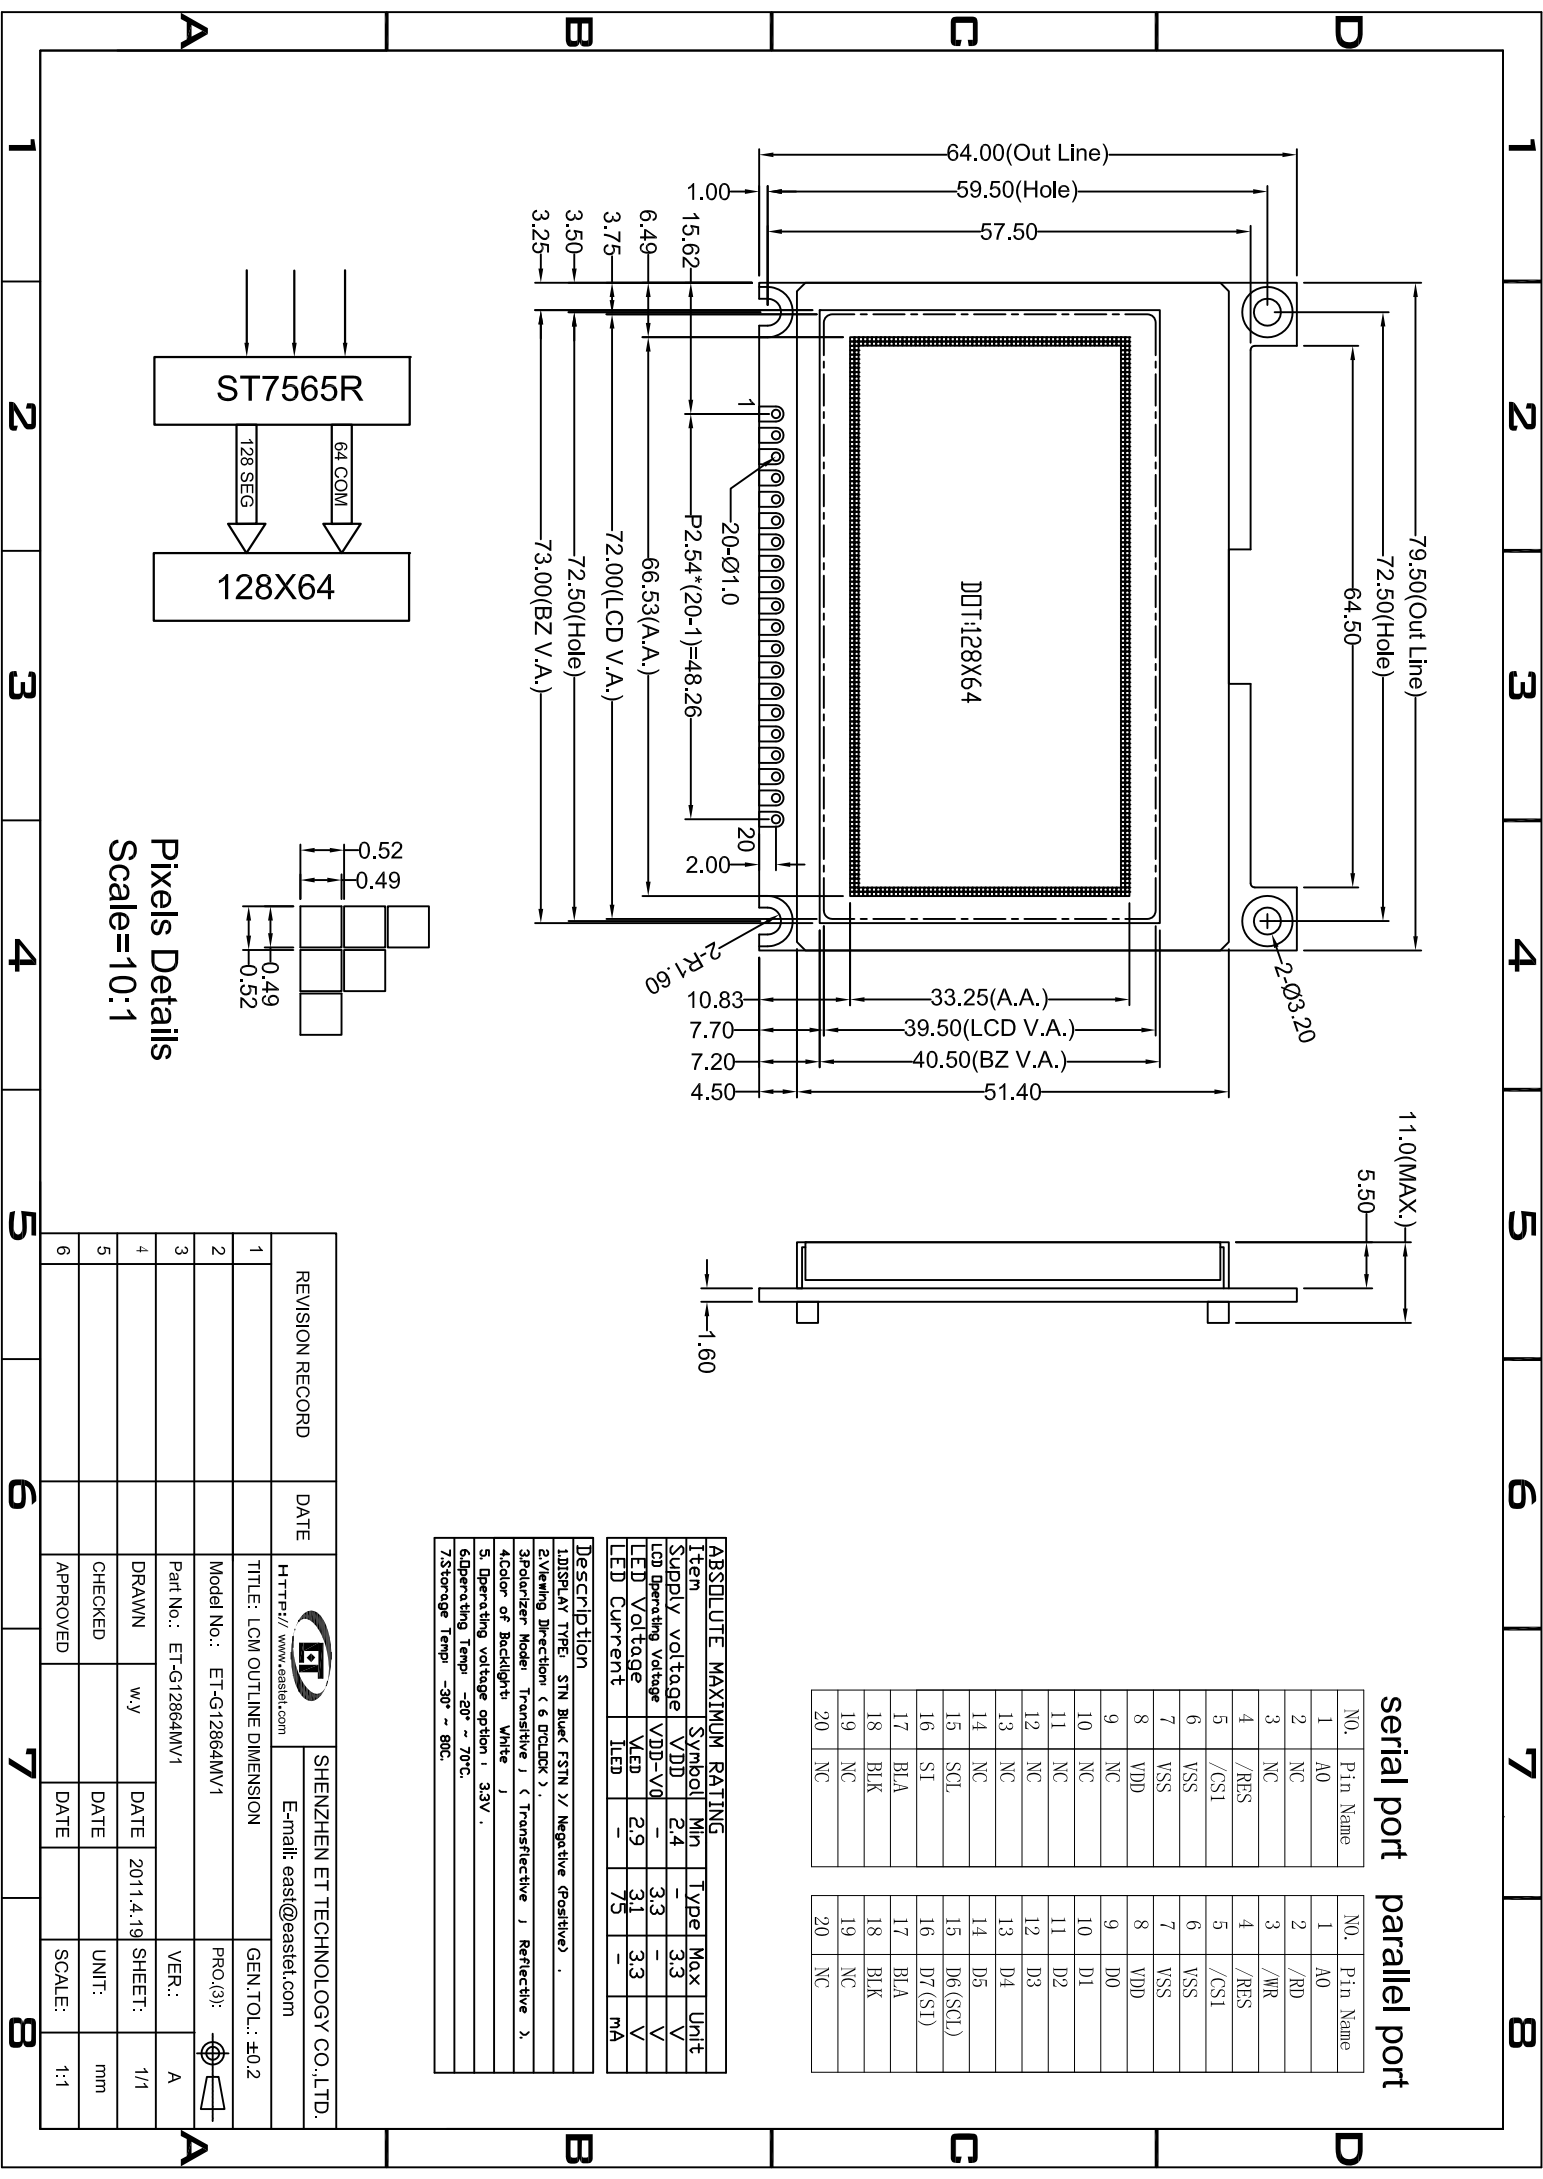 1 2 3 4 5 6 7 8
D
C
B
A
79.50(Out Line)
72.50(Hole)
64.50
64.00(Out Line)
59.50(Hole)
57.50
1.00
2-Ø3.20
DOT:128X64
33.25(A.A.)
39.50(LCD V.A.)
40.50(BZ V.A.)
51.40
10.83
7.70
7.20
4.50
2-R1.60
1
20
2.00
20-Ø1.0
15.62
P2.54*(20-1)=48.26
6.49
66.53(A.A.)
3.75
72.00(LCD V.A.)
3.50
72.50(Hole)
3.25
73.00(BZ V.A.)
11.0(MAX.)
5.50
1.60
serial port
NO. Pin Name
1 A0
2 NC
3 NC
4 /RES
5 /CS1
6 VSS
7 VSS
8 VDD
9 NC
10 NC
11 NC
12 NC
13 NC
14 NC
15 SCL
16 SI
17 BLA
18 BLK
19 NC
20 NC
parallel port
NO. Pin Name
1 A0
2 /RD
3 /WR
4 /RES
5 /CS1
6 VSS
7 VSS
8 VDD
9 D0
10 D1
11 D2
12 D3
13 D4
14 D5
15 D6(SCL)
16 D7(SI)
17 BLA
18 BLK
19 NC
20 NC
ABSOLUTE MAXIMUM RATING
Item Symbol Min Type Max Unit
Supply voltage VDD 2.4 - 3.3 V
LCD Operating Voltage VDD-V0 - 3.3 - V
LED Voltage VLED 2.9 3.1 3.3 V
LED Current ILED - 75 - mA
Description
1.DISPLAY TYPE: STN Blue( FSTN )/ Negative (Positive) .
2.Viewing Direction: ( 6 O'CLOCK ) .
3.Polarizer Mode: Transitive ; ( Transflective ; Reflective ).
4.Color of Backlight: White ;
5. Operating voltage option : 3.3V .
6.Operating Temp: -20° ~ 70°C.
7.Storage Temp: -30° ~ 80C.
ST7565R
64 COM
128 SEG
128X64
0.52
0.49
0.49
0.52
Pixels Details
Scale=10:1
REVISION RECORD DATE
1
2
3
4
5
6
ET
HTTP:// www.eastet.com
SHENZHEN ET TECHNOLOGY CO.,LTD.
E-mail: east@eastet.com
TITLE: LCM OUTLINE DIMENSION GEN.TOL.: ±0.2
Model No.: ET-G12864MV1 PRO.(3):
Part No.: ET-G12864MV1 VER.: A
DRAWN w.y DATE 2011.4.19 SHEET: 1/1
CHECKED DATE UNIT: mm
APPROVED DATE SCALE: 1:1
1 2 3 4 5 6 7 8
D
C
B
A